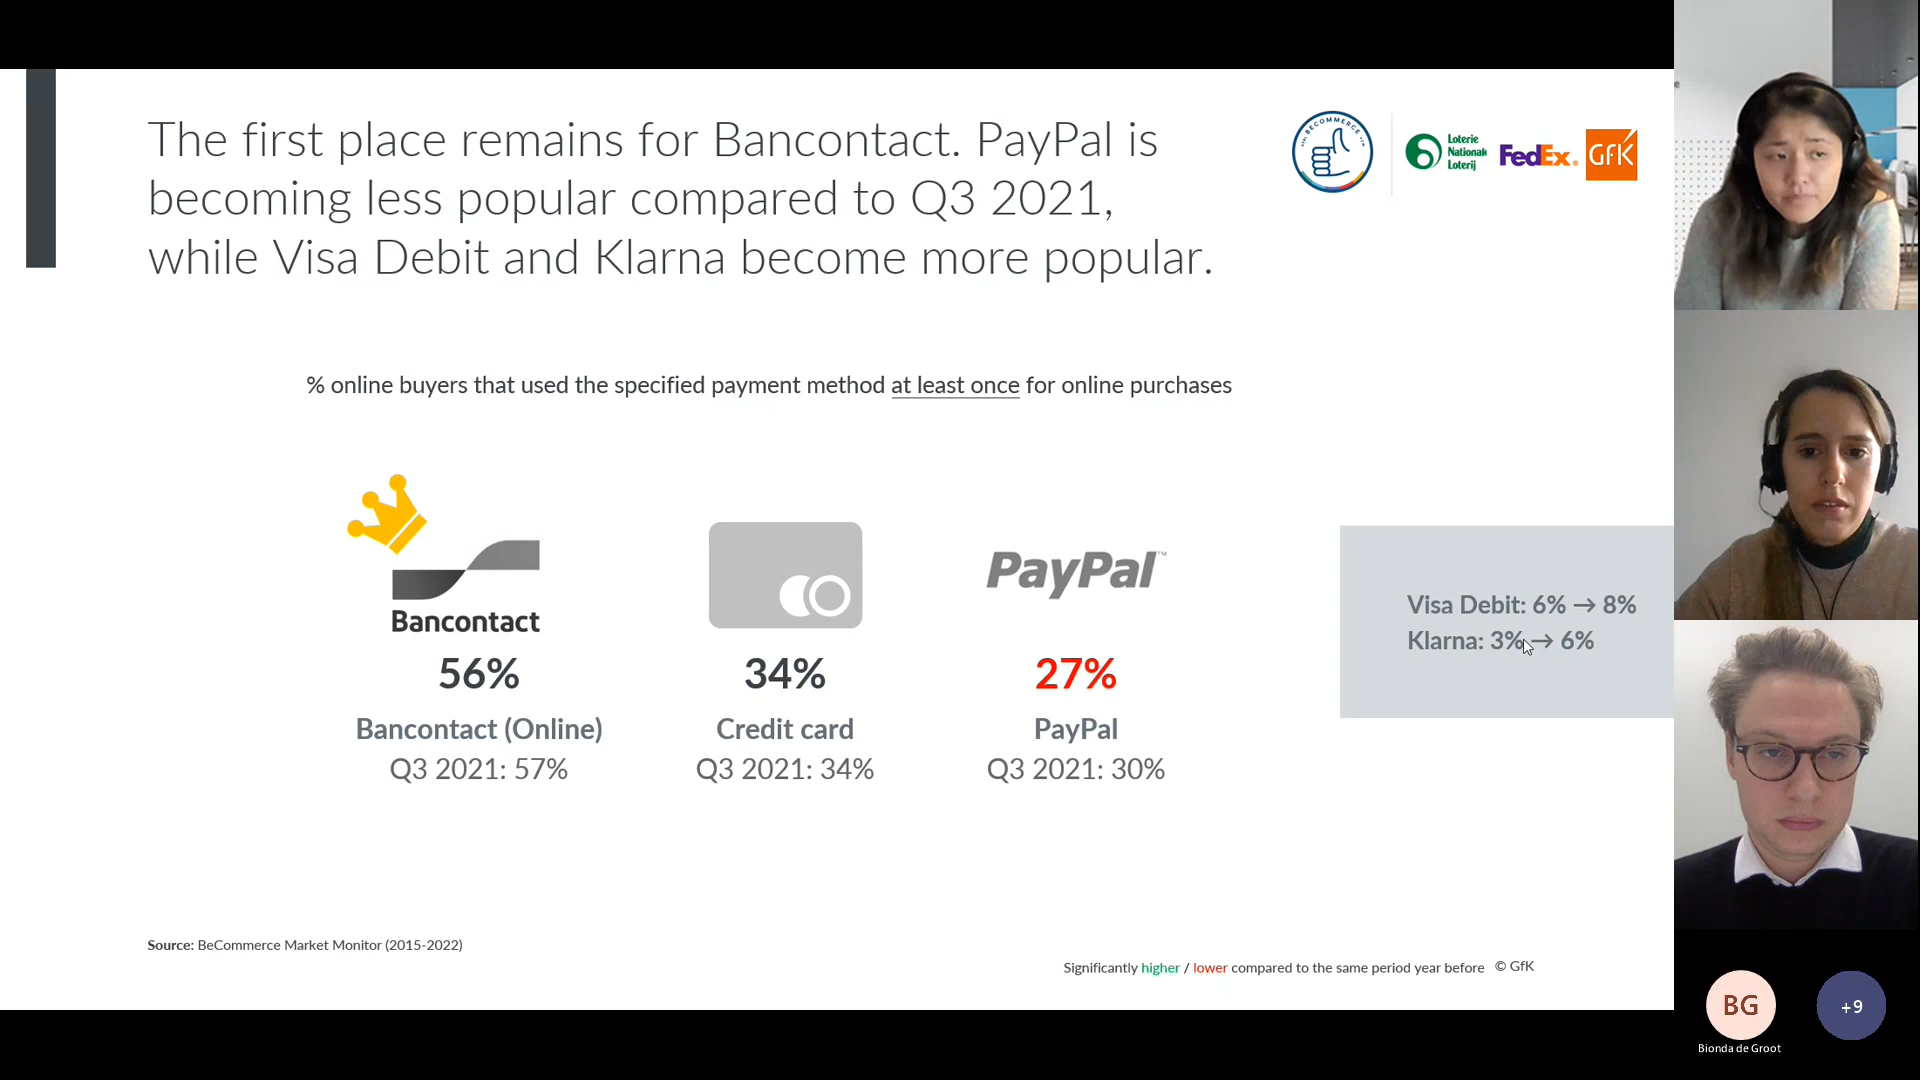 The first place remains for Bancontact. PayPal is
becoming less popular compared to Q3 2021,
while Visa Debit and Klarna become more popular.
BECOMMERCE
Loterie
Nationale
Loterij
FedEx®
GfK
% online buyers that used the specified payment method at least once for online purchases
Bancontact
56%
Bancontact (Online)
Q3 2021: 57%
34%
Credit card
Q3 2021: 34%
PayPal™
27%
PayPal
Q3 2021: 30%
Visa Debit: 6% → 8%
Klarna: 3% → 6%
Source: BeCommerce Market Monitor (2015-2022)
Significantly higher / lower compared to the same period year before © GfK
BG
Bionda de Groot
+9